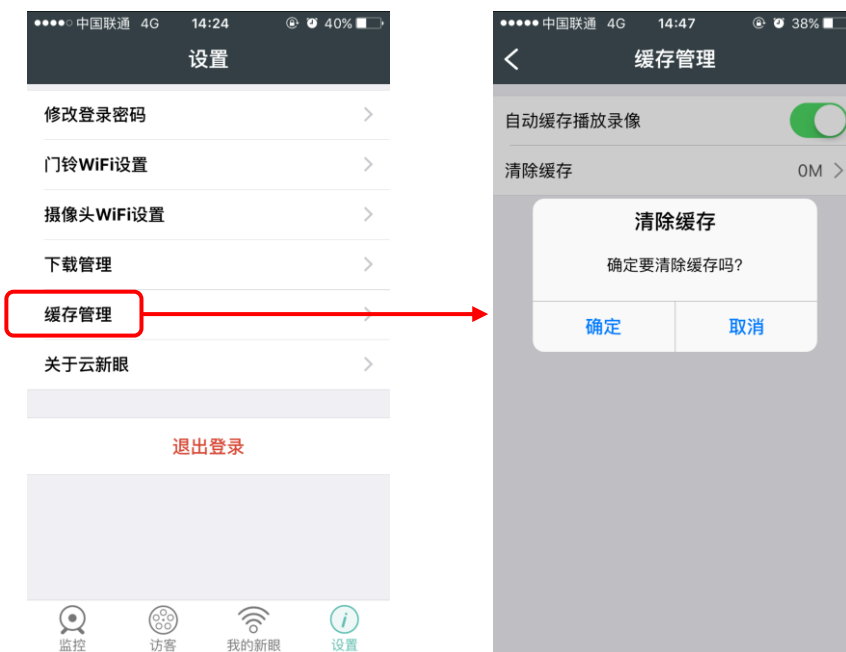 中国联通 4G 14:24 40%
设置
修改登录密码
门铃WiFi设置
摄像头WiFi设置
下载管理
缓存管理
关于云新眼
退出登录
监控 访客 我的新眼 设置
中国联通 4G 14:47 38%
缓存管理
自动缓存播放录像
清除缓存 0M
清除缓存
确定要清除缓存吗?
确定 取消